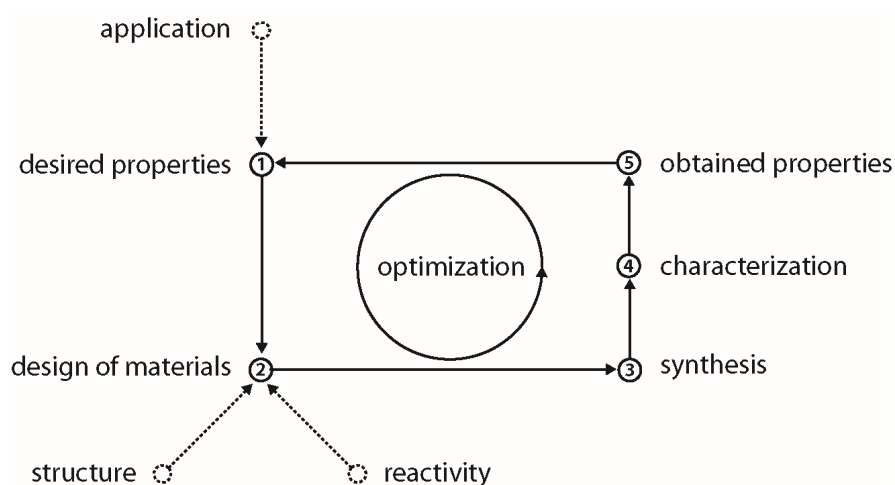 application
desired properties
1
5
obtained properties
optimization
4
characterization
design of materials
2
3
synthesis
structure
reactivity